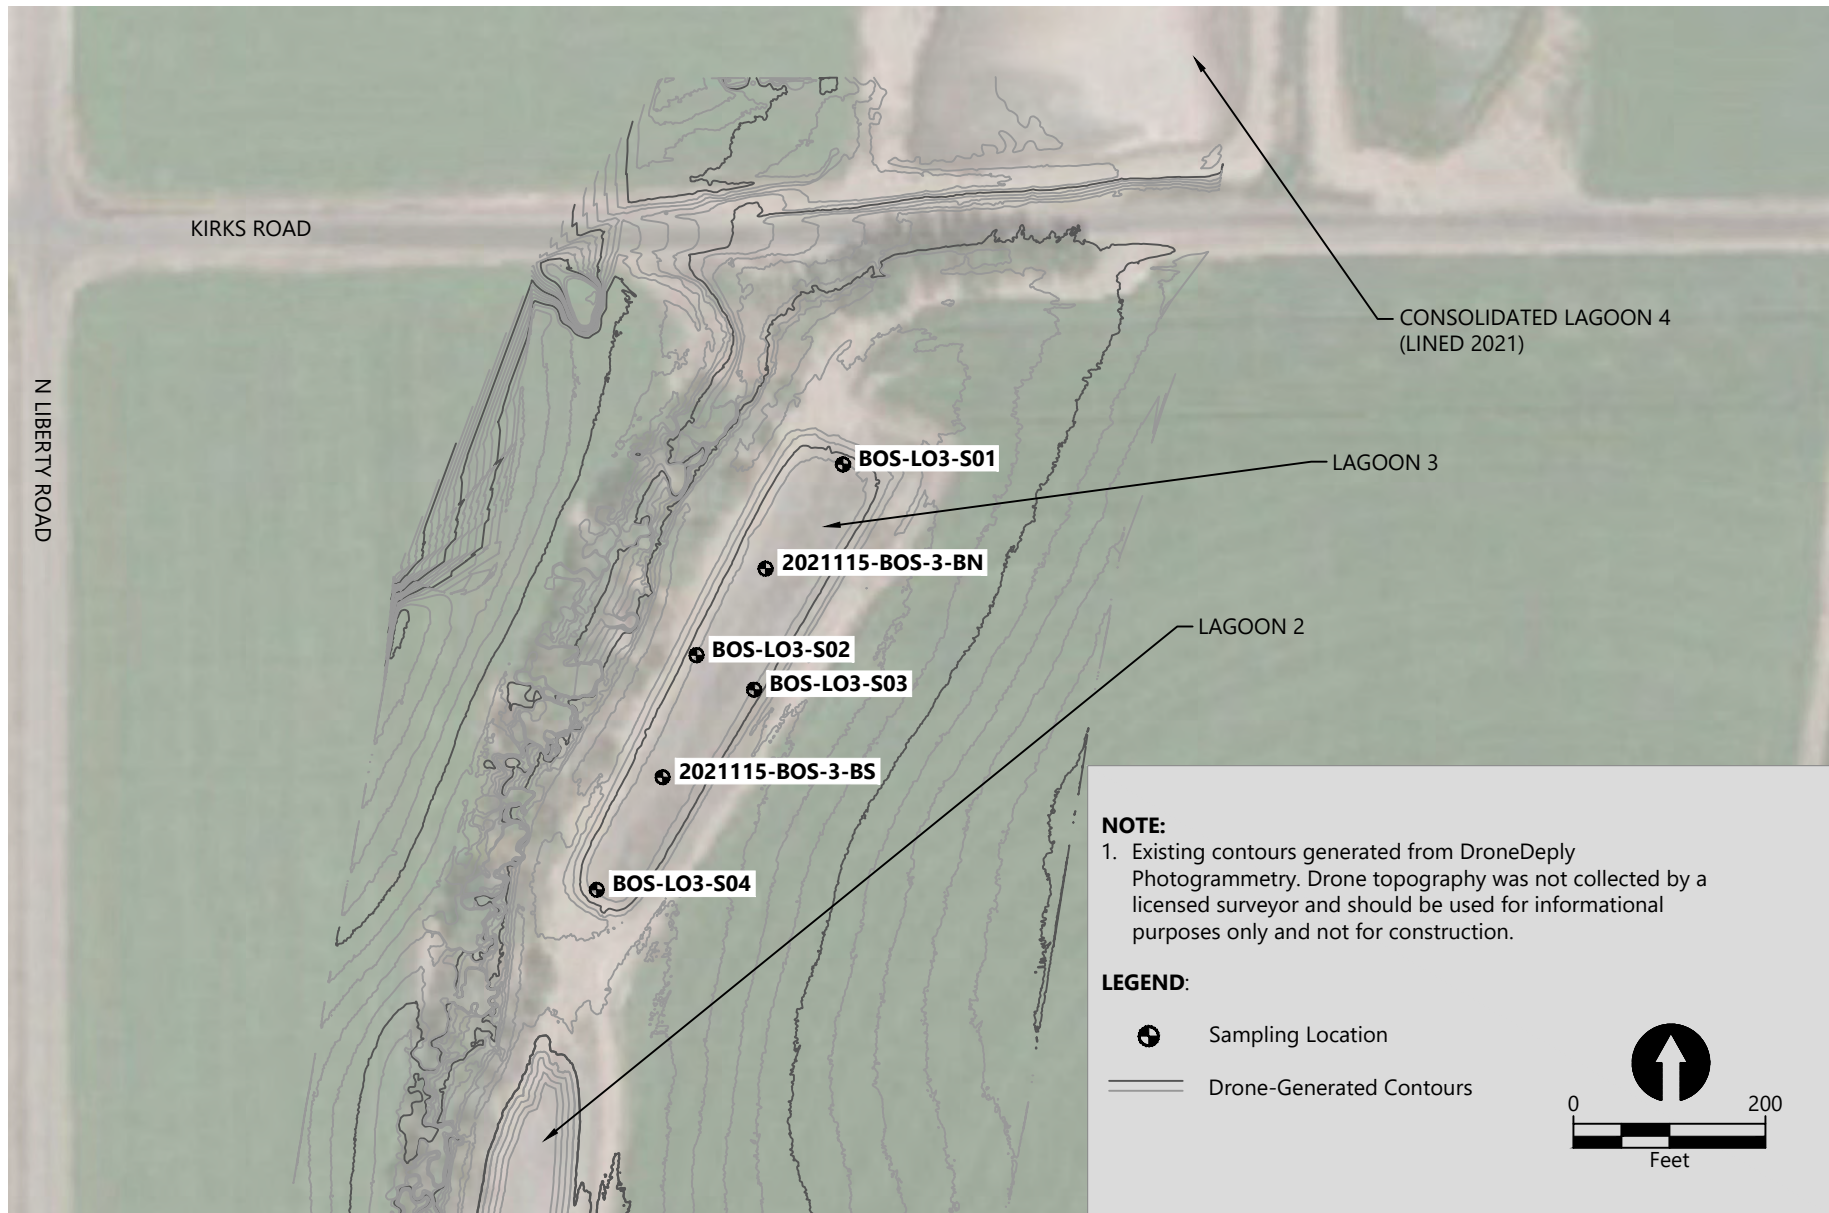 KIRKS ROAD
N LIBERTY ROAD
CONSOLIDATED LAGOON 4
(LINED 2021)
BOS-LO3-S01
LAGOON 3
2021115-BOS-3-BN
LAGOON 2
BOS-LO3-S02
BOS-LO3-S03
2021115-BOS-3-BS
BOS-LO3-S04
NOTE:
1. Existing contours generated from DroneDeply
Photogrammetry. Drone topography was not collected by a
licensed surveyor and should be used for informational
purposes only and not for construction.
LEGEND:
Sampling Location
Drone-Generated Contours
0 200
Feet